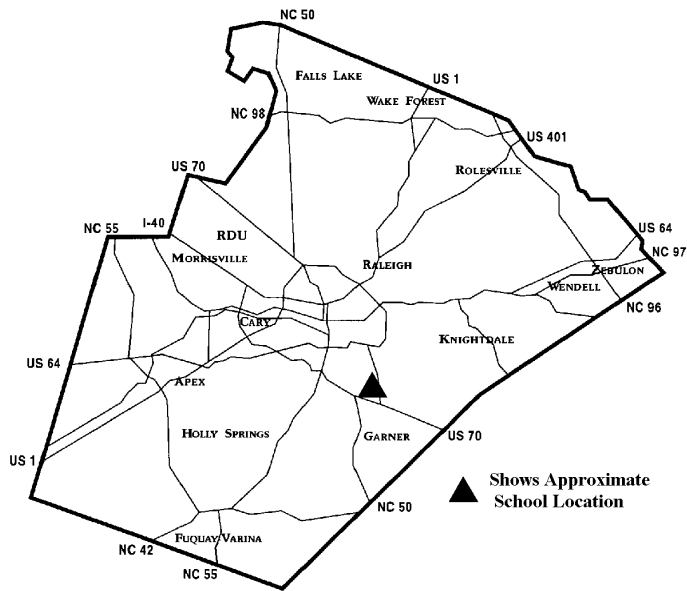 NC 50
FALLS LAKE
US 1
WAKE FOREST
NC 98
US 401
US 70
ROLESVILLE
NC 55
I-40
RDU
US 64
MORRISVILLE
RALEIGH
NC 97
ZEBULON
WENDELL
NC 96
CARY
KNIGHTDALE
US 64
APEX
HOLLY SPRINGS
GARNER
US 70
US 1
Shows Approximate
School Location
NC 50
FUQUAY VARINA
NC 42
NC 55